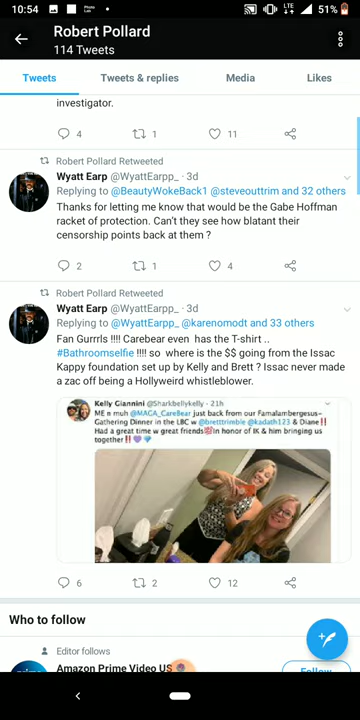 10:54
LTE
51%
Robert Pollard
114 Tweets
Tweets
Tweets & replies
Media
Likes
investigator.
4
1
11
Robert Pollard Retweeted
Wyatt Earp @WyattEarpp_ · 3d
Replying to @BeautyWokeBack1 @steveouttrim and 32 others
Thanks for letting me know that would be the Gabe Hoffman
racket of protection. Can't they see how blatant their
censorship points back at them ?
2
1
4
Robert Pollard Retweeted
Wyatt Earp @WyattEarpp_ · 3d
Replying to @WyattEarpp_ @karenomodt and 33 others
Fan Gurrrls !!!! Carebear even has the T-shirt ..
#Bathroomselfie !!!! so where is the $$ going from the Issac
Kappy foundation set up by Kelly and Brett ? Issac never made
a zac off being a Hollyweird whistleblower.
Kelly Giannini @Sharkbellykelly · 21h
ME n muh @MAGA_CareBear just back from our Famalambergesus-
Gathering Dinner in the LBC w @bretttrimble @kadath123 & Diane‼️
Had a great time w great friends💯in honor of IK & him bringing us
together‼️💜💎
6
2
12
Who to follow
Editor follows
Amazon Prime Video US
Follow